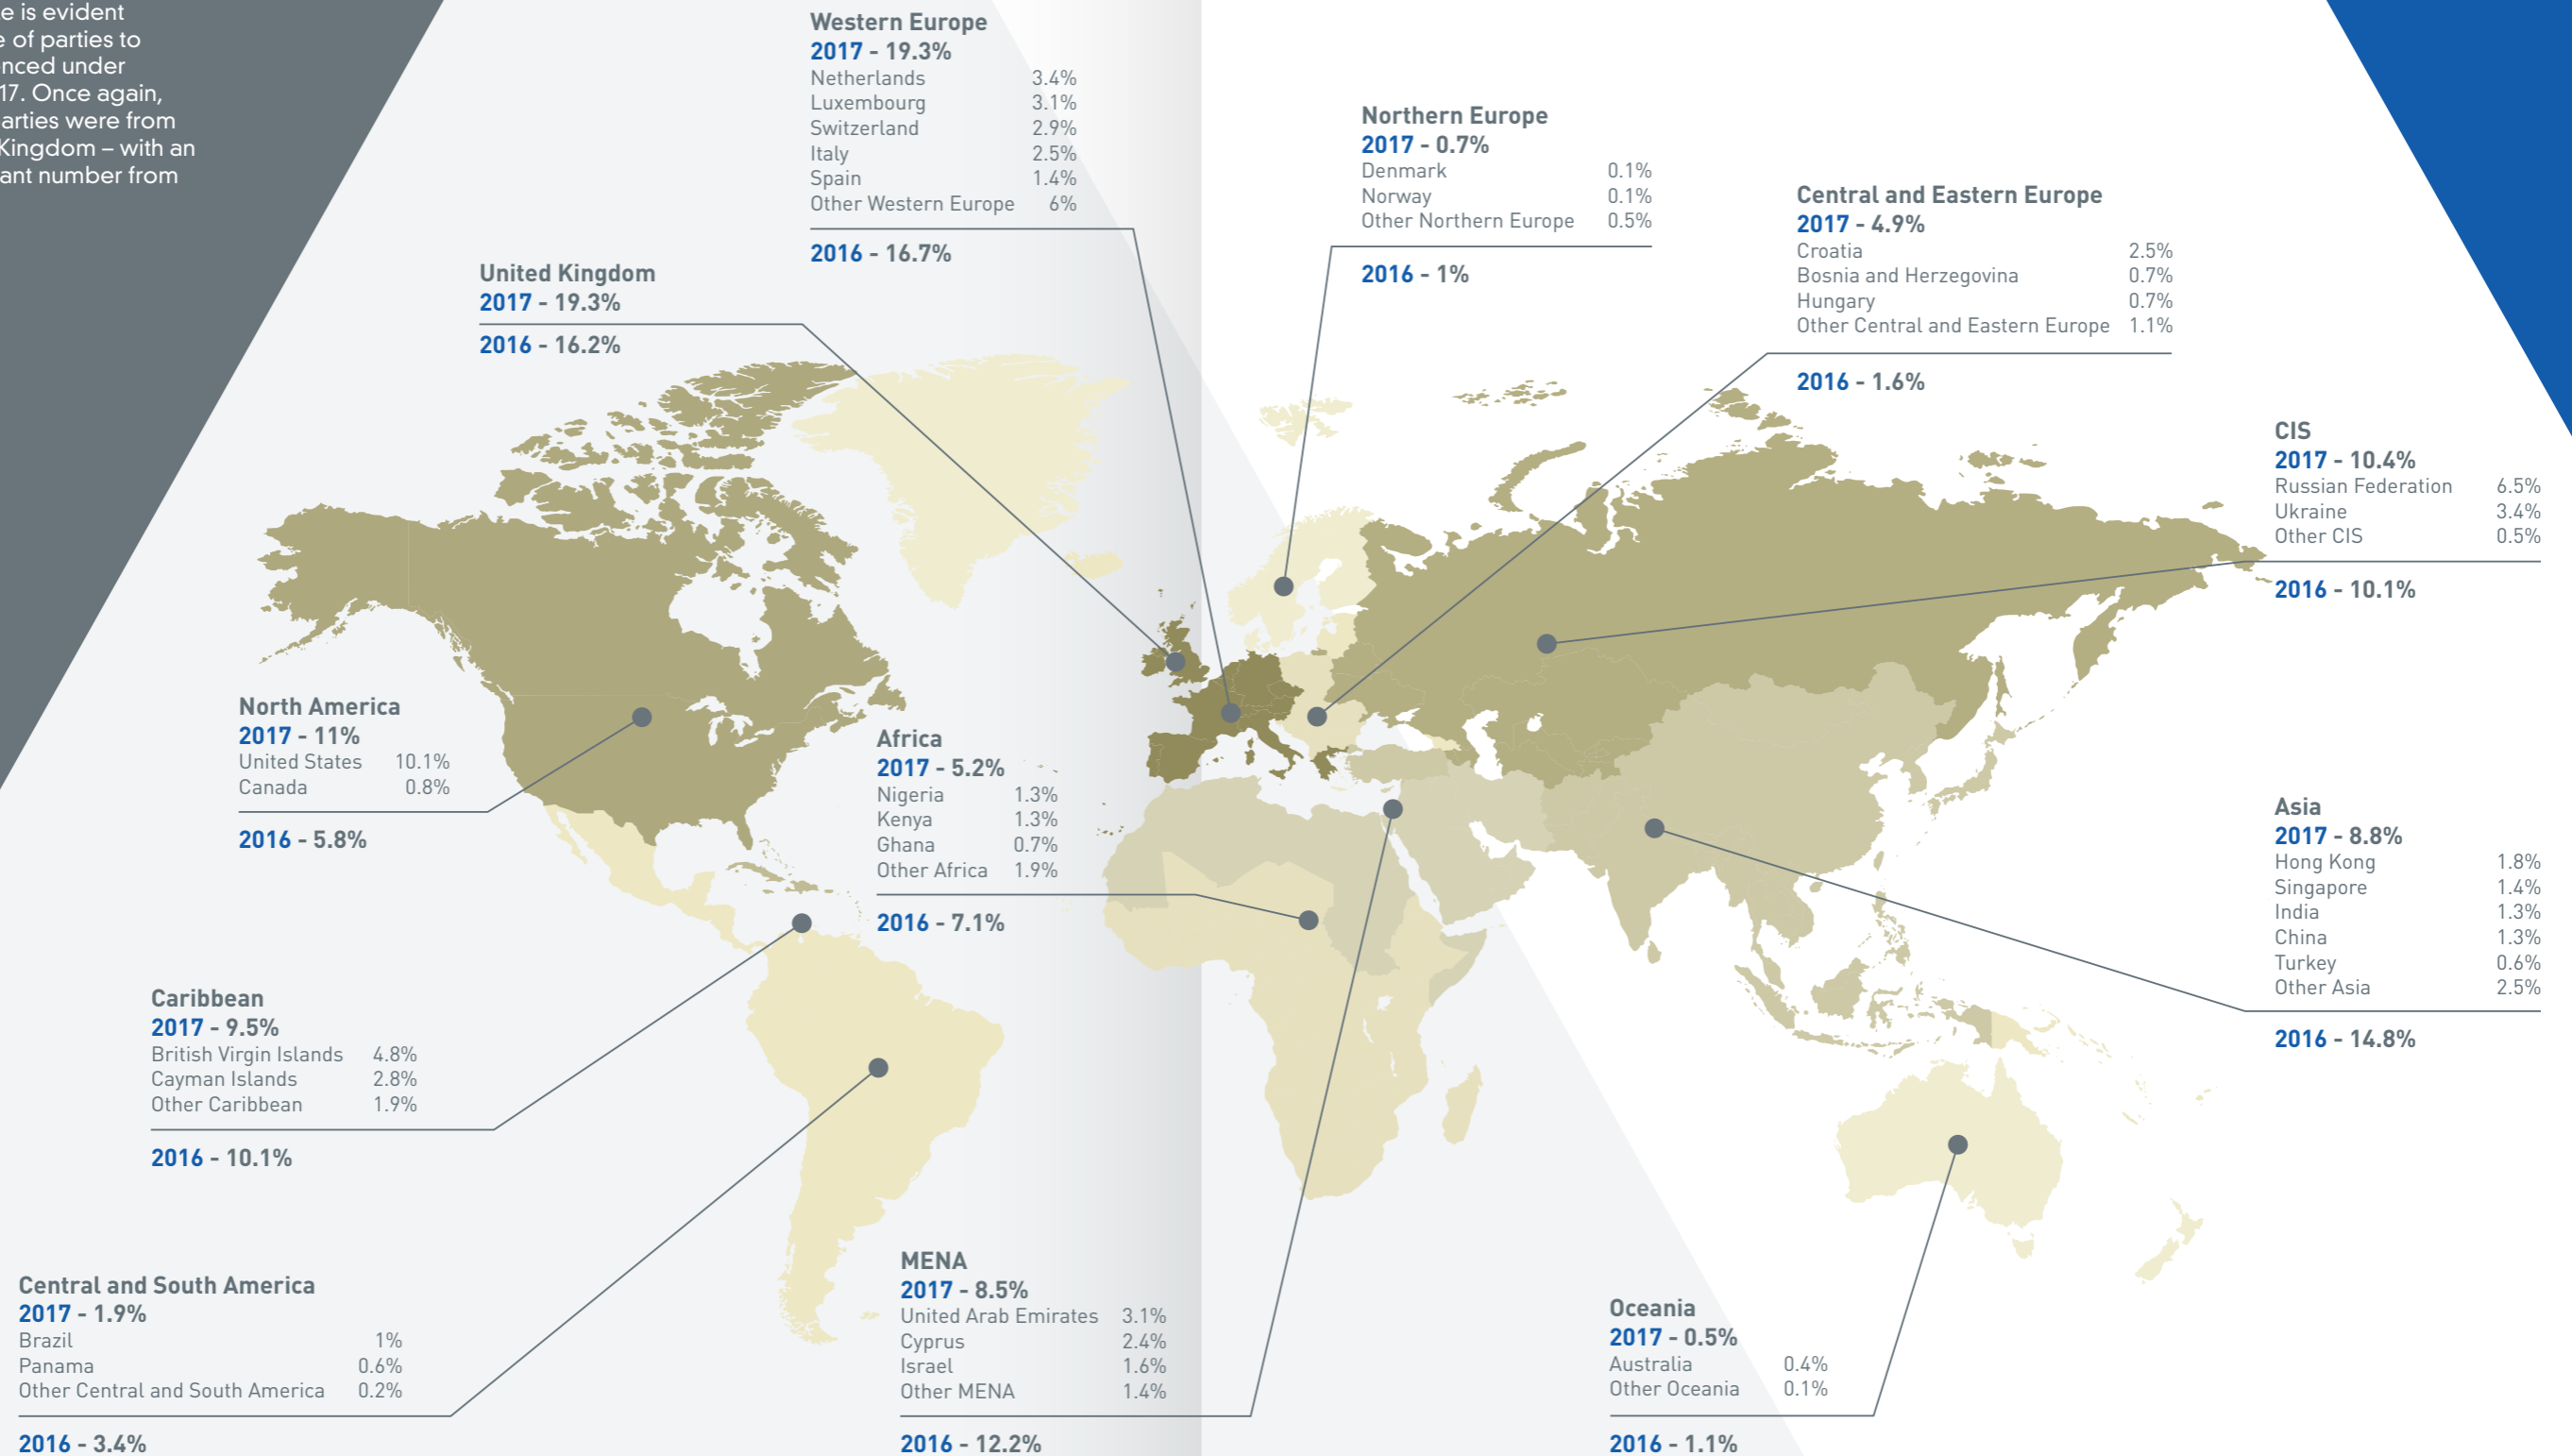 e is evident
e of parties to
nced under
17. Once again,
arties were from
Kingdom – with an
ant number from
Western Europe
2017 - 19.3%
Netherlands 3.4%
Luxembourg 3.1%
Switzerland 2.9%
Italy 2.5%
Spain 1.4%
Other Western Europe 6%
2016 - 16.7%
Northern Europe
2017 - 0.7%
Denmark 0.1%
Norway 0.1%
Other Northern Europe 0.5%
2016 - 1%
Central and Eastern Europe
2017 - 4.9%
Croatia 2.5%
Bosnia and Herzegovina 0.7%
Hungary 0.7%
Other Central and Eastern Europe 1.1%
2016 - 1.6%
United Kingdom
2017 - 19.3%
2016 - 16.2%
CIS
2017 - 10.4%
Russian Federation 6.5%
Ukraine 3.4%
Other CIS 0.5%
2016 - 10.1%
North America
2017 - 11%
United States 10.1%
Canada 0.8%
2016 - 5.8%
Africa
2017 - 5.2%
Nigeria 1.3%
Kenya 1.3%
Ghana 0.7%
Other Africa 1.9%
2016 - 7.1%
Asia
2017 - 8.8%
Hong Kong 1.8%
Singapore 1.4%
India 1.3%
China 1.3%
Turkey 0.6%
Other Asia 2.5%
2016 - 14.8%
Caribbean
2017 - 9.5%
British Virgin Islands 4.8%
Cayman Islands 2.8%
Other Caribbean 1.9%
2016 - 10.1%
Central and South America
2017 - 1.9%
Brazil 1%
Panama 0.6%
Other Central and South America 0.2%
2016 - 3.4%
MENA
2017 - 8.5%
United Arab Emirates 3.1%
Cyprus 2.4%
Israel 1.6%
Other MENA 1.4%
2016 - 12.2%
Oceania
2017 - 0.5%
Australia 0.4%
Other Oceania 0.1%
2016 - 1.1%